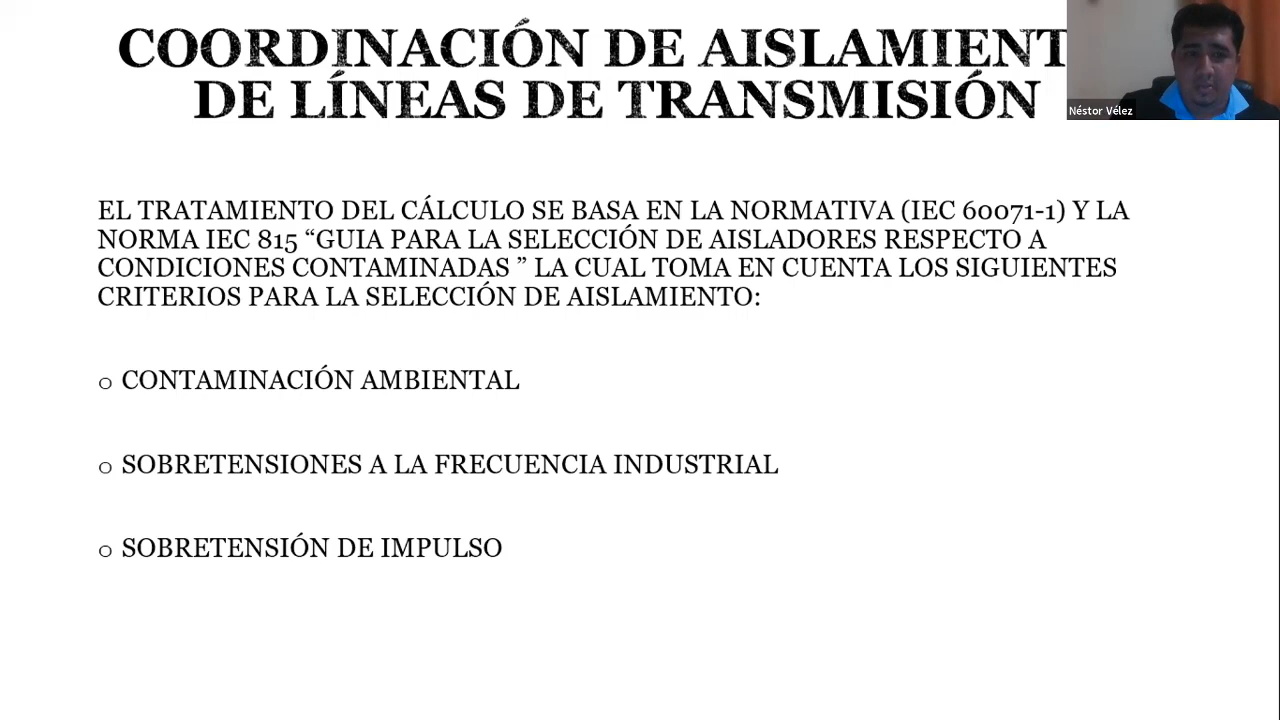 COORDINACIÓN DE AISLAMIENT
DE LÍNEAS DE TRANSMISIÓN
Néstor Vélez
EL TRATAMIENTO DEL CÁLCULO SE BASA EN LA NORMATIVA (IEC 60071-1) Y LA
NORMA IEC 815 “GUIA PARA LA SELECCIÓN DE AISLADORES RESPECTO A
CONDICIONES CONTAMINADAS ” LA CUAL TOMA EN CUENTA LOS SIGUIENTES
CRITERIOS PARA LA SELECCIÓN DE AISLAMIENTO:
o CONTAMINACIÓN AMBIENTAL
o SOBRETENSIONES A LA FRECUENCIA INDUSTRIAL
o SOBRETENSIÓN DE IMPULSO